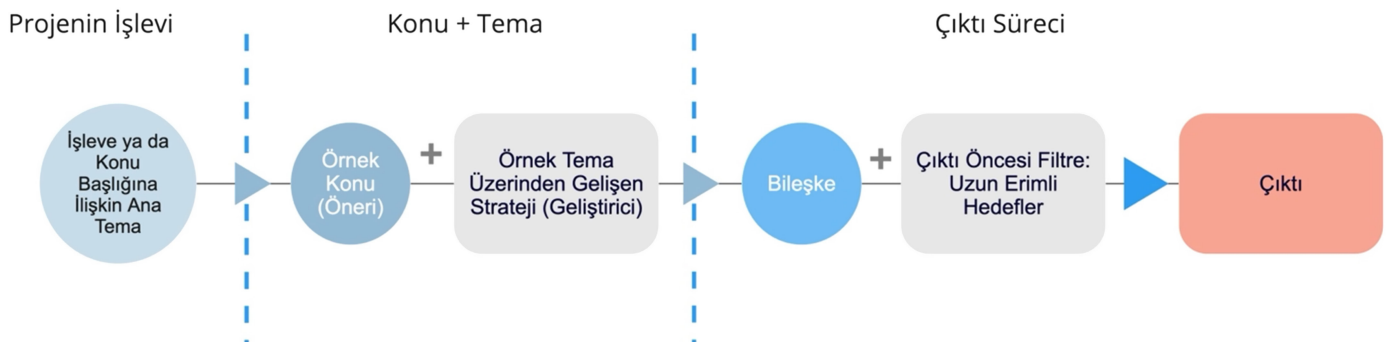 Projenin İşlevi
Konu + Tema
Çıktı Süreci
İşleve ya da
Konu
Başlığına
İlişkin Ana
Tema
Örnek
Konu
(Öneri)
+
Örnek Tema
Üzerinden Gelişen
Strateji (Geliştirici)
Bileşke
+
Çıktı Öncesi Filtre:
Uzun Erimli
Hedefler
Çıktı